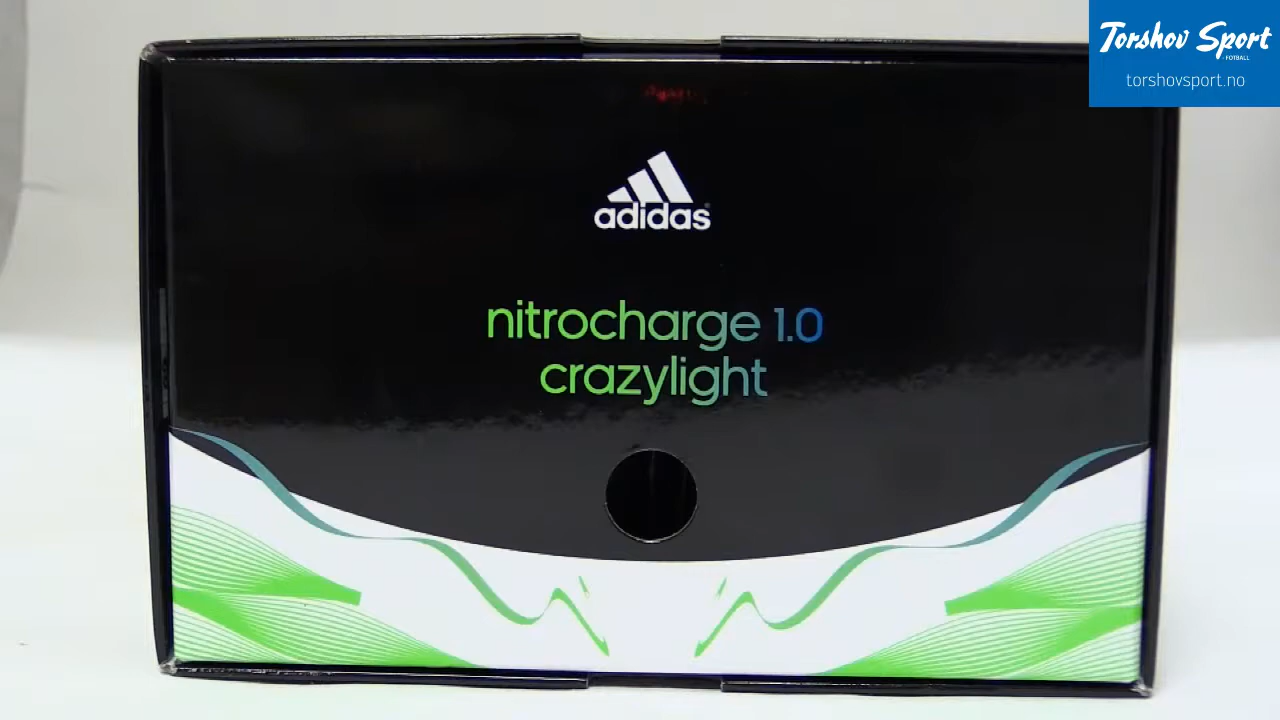 Torshov Sport
FOTBALL
torshovsport.no
adidas
nitrocharge 1.0
crazylight